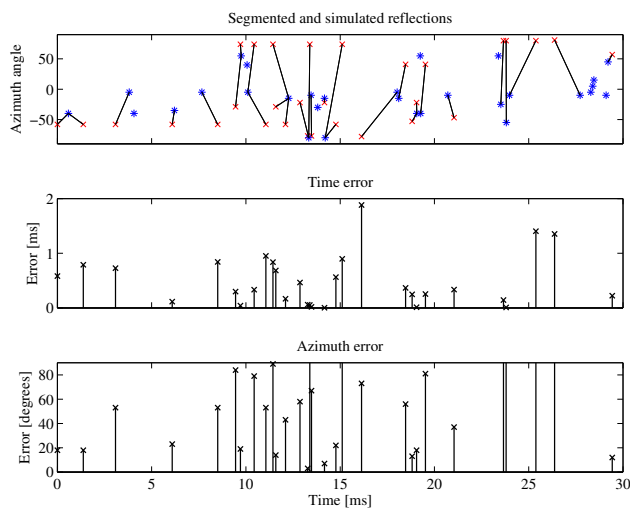 Segmented and simulated reflections
Azimuth angle
50
0
−50
Time error
Error [ms]
2
1
0
Azimuth error
Error [degrees]
80
60
40
20
0
0 5 10 15 20 25 30
Time [ms]